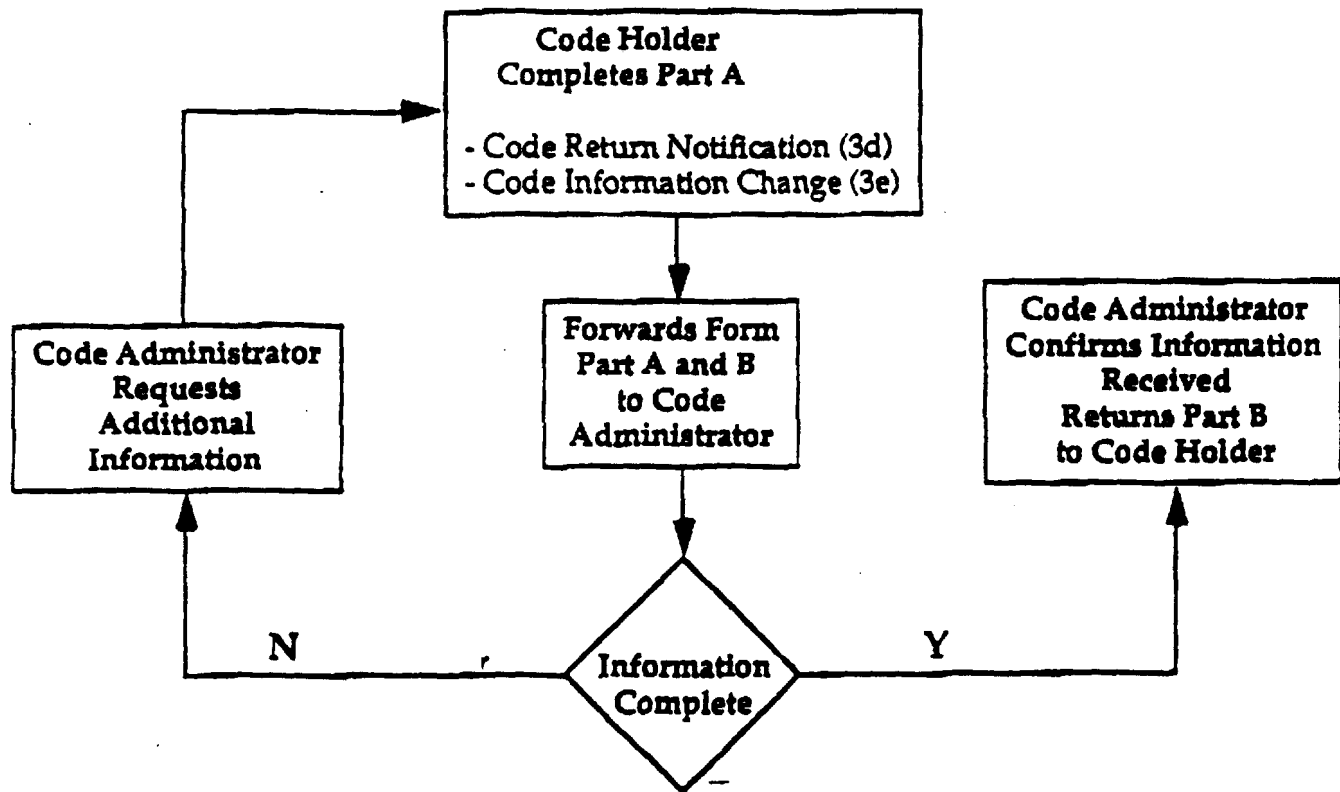 Code Holder
Completes Part A
- Code Return Notification (3d)
- Code Information Change (3e)
Code Administrator
Requests
Additional
Information
Forwards Form
Part A and B
to Code
Administrator
Code Administrator
Confirms Information
Received
Returns Part B
to Code Holder
N
Y
Information
Complete